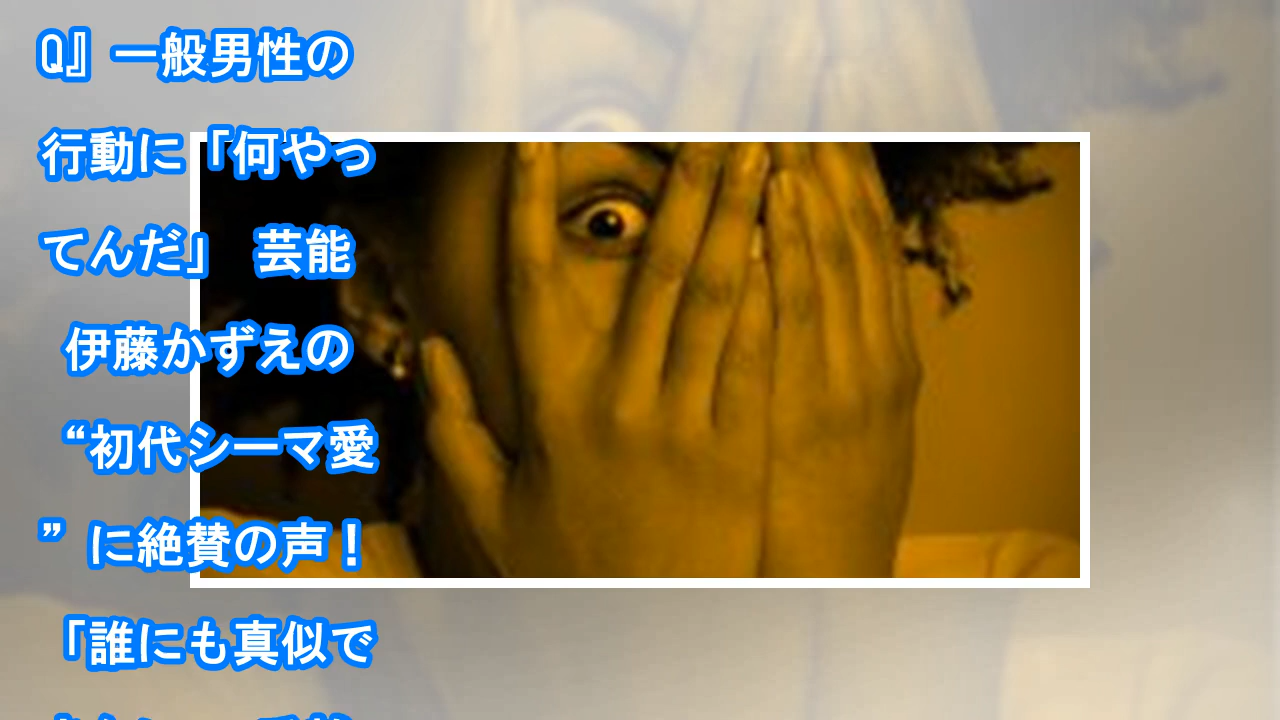 Q』一般男性の
行動に「何やっ
てんだ」 芸能
伊藤かずえの
“初代シーマ愛
”に絶賛の声！
「誰にも真似で